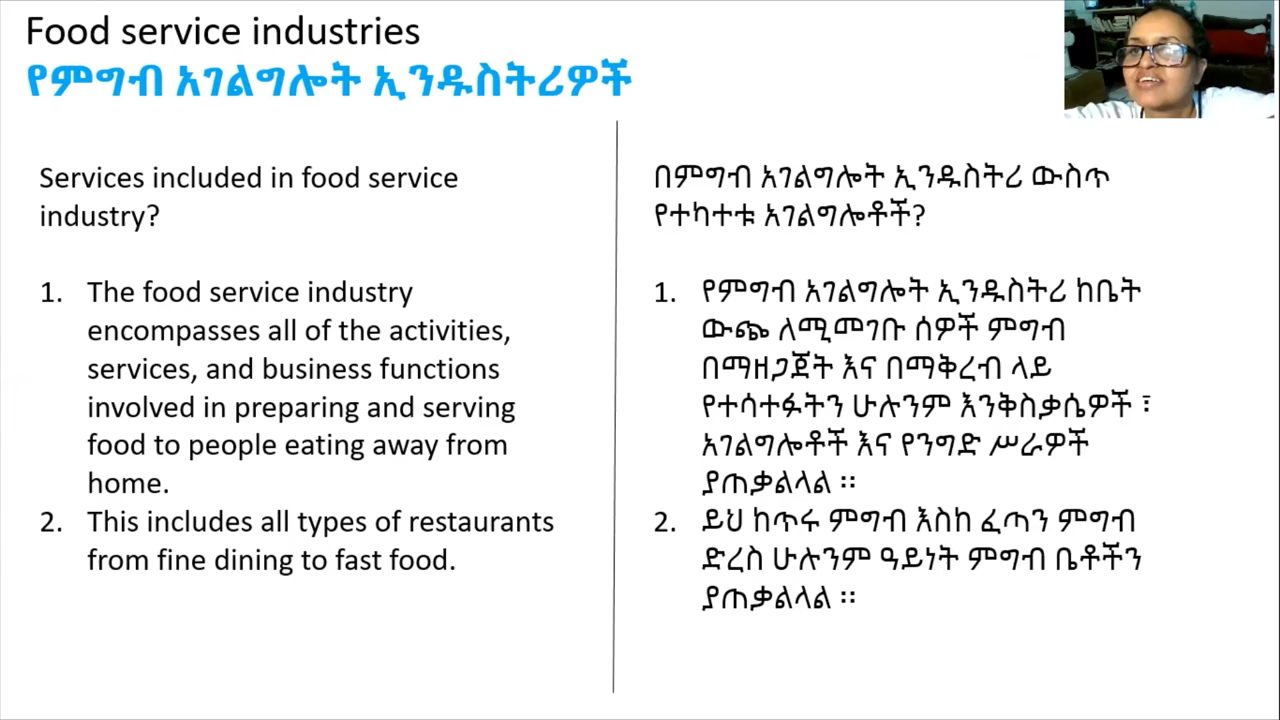 Food service industries
የምግብ አገልግሎት ኢንዱስትሪዎች
Services included in food service
industry?
1. The food service industry
encompasses all of the activities,
services, and business functions
involved in preparing and serving
food to people eating away from
home.
2. This includes all types of restaurants
from fine dining to fast food.
በምግብ አገልግሎት ኢንዱስትሪ ውስጥ
የተካተቱ አገልግሎቶች?
1. የምግብ አገልግሎት ኢንዱስትሪ ከቤት
ውጭ ለሚመገቡ ሰዎች ምግብ
በማዘጋጀት እና በማቅረብ ላይ
የተሳተፉትን ሁሉንም እንቅስቃሴዎች ፣
አገልግሎቶች እና የንግድ ሥራዎች
ያጠቃልላል ፡፡
2. ይህ ከጥሩ ምግብ እስከ ፈጣን ምግብ
ድረስ ሁሉንም ዓይነት ምግብ ቤቶችን
ያጠቃልላል ፡፡